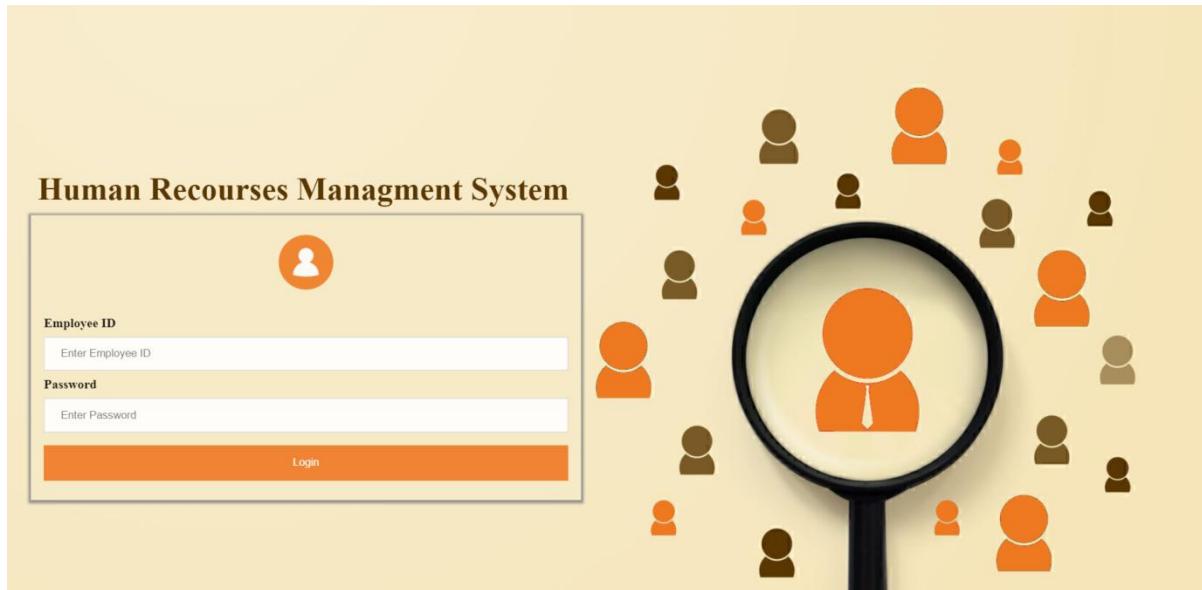 Human Recourses Managment System
Employee ID
Enter Employee ID
Password
Enter Password
Login